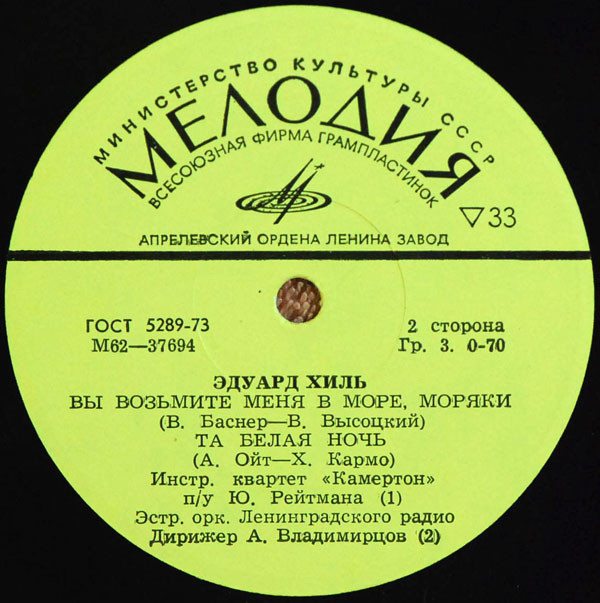 МИНИСТЕРСТВО КУЛЬТУРЫ СССР
МЕЛОДИЯ
ВСЕСОЮЗНАЯ ФИРМА ГРАМПЛАСТИНОК
▽33
АПРЕЛЕВСКИЙ ОРДЕНА ЛЕНИНА ЗАВОД
ГОСТ 5289-73
М62—37694
2 сторона
Гр. 3. 0-70
ЭДУАРД ХИЛЬ
ВЫ ВОЗЬМИТЕ МЕНЯ В МОРЕ, МОРЯКИ
(В. Баснер—В. Высоцкий)
ТА БЕЛАЯ НОЧЬ
(А. Ойт—Х. Кармо)
Инстр. квартет «Камертон»
п/у Ю. Рейтмана (1)
Эстр. орк. Ленинградского радио
Дирижер А. Владимирцов (2)